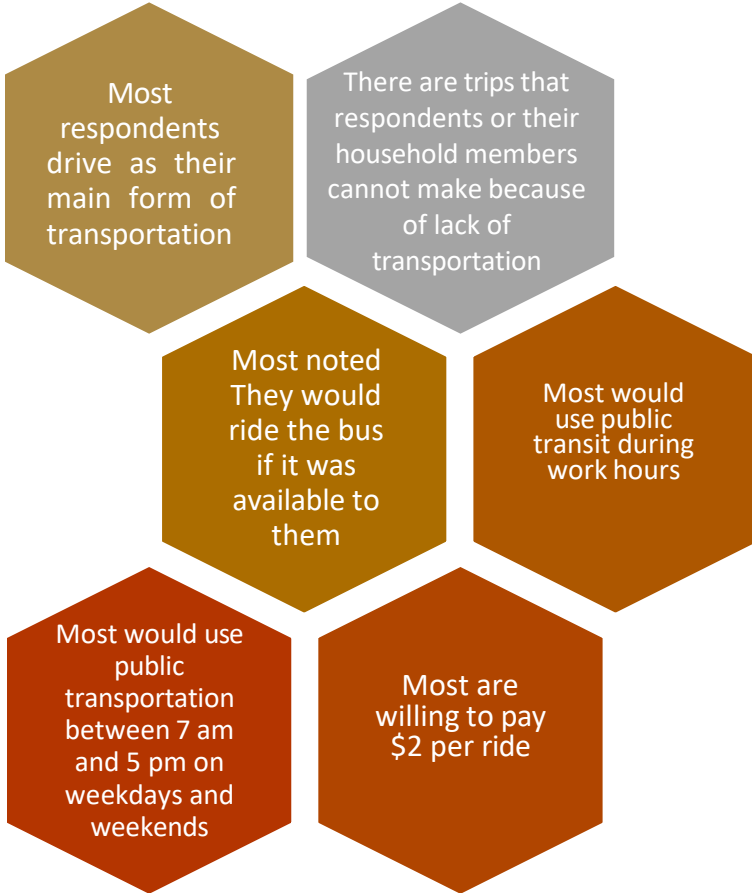 Most
respondents
drive as their
main form of
transportation
There are trips that
respondents or their
household members
cannot make because
of lack of
transportation
Most noted
They would
ride the bus
if it was
available to
them
Most would
use public
transit during
work hours
Most would use
public
transportation
between 7 am
and 5 pm on
weekdays and
weekends
Most are
willing to pay
$2 per ride